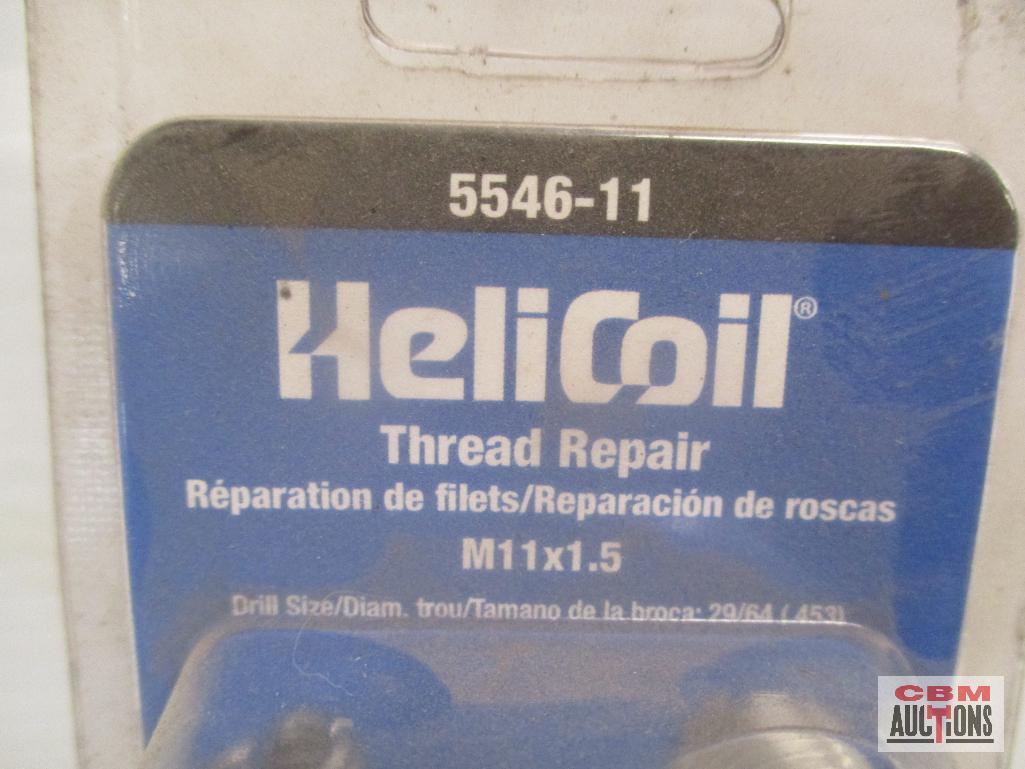 5546-11
HeliCoil®
Thread Repair
Réparation de filets/Reparación de roscas
M11x1.5
Drill Size/Diam. trou/Tamano de la broca: 29/64 (.453)
CBM
AUCTIONS